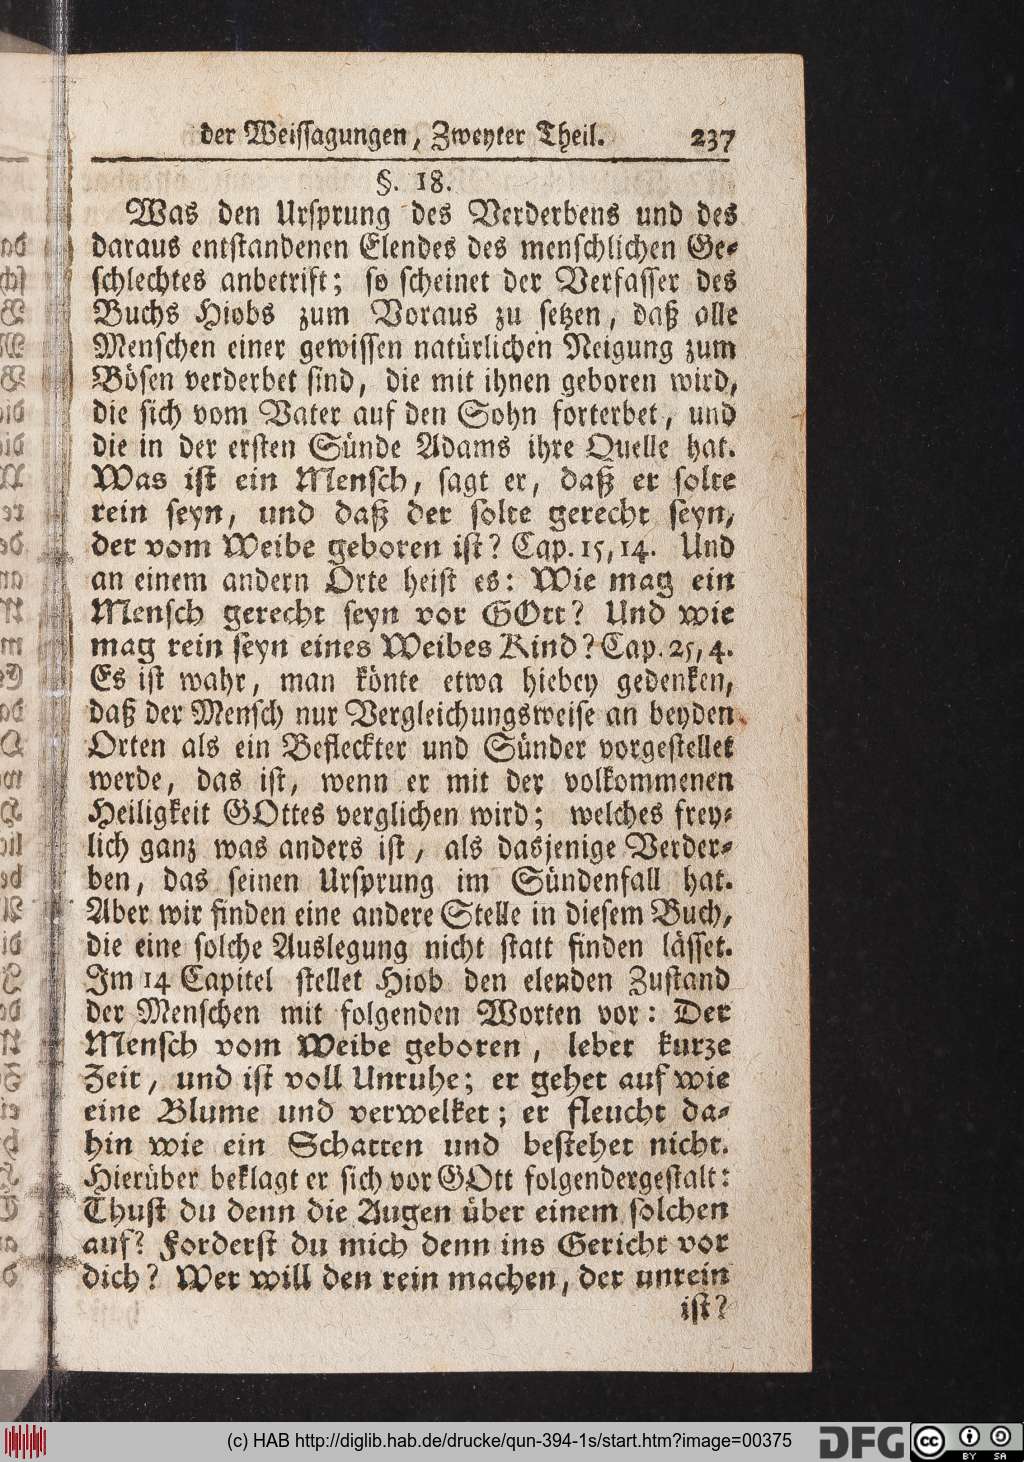 der Weissagungen, Zweyter Theil. 237
§. 18.
Was den Ursprung des Verderbens und des
daraus entstandenen Elendes des menschlichen Ge-
schlechtes anbetrift; so scheinet der Verfasser des
Buchs Hiobs zum Voraus zu setzen, daß alle
Menschen einer gewissen natürlichen Neigung zum
Bösen verderbet sind, die mit ihnen geboren wird,
die sich vom Vater auf den Sohn forterbet, und
die in der ersten Sünde Adams ihre Quelle hat.
Was ist ein Mensch, sagt er, daß er solte
rein seyn, und daß der solte gerecht seyn,
der vom Weibe geboren ist? Cap. 15, 14. Und
an einem andern Orte heist es: Wie mag ein
Mensch gerecht seyn vor GOtt? Und wie
mag rein seyn eines Weibes Kind? Cap. 25, 4.
Es ist wahr, man könte etwa hiebey gedenken,
daß der Mensch nur Vergleichungsweise an beyden
Orten als ein Befleckter und Sünder vorgestellet
werde, das ist, wenn er mit der volkommenen
Heiligkeit GOttes verglichen wird; welches frey-
lich ganz was anders ist, als dasjenige Verder-
ben, das seinen Ursprung im Sündenfall hat.
Aber wir finden eine andere Stelle in diesem Buch,
die eine solche Auslegung nicht statt finden lässet.
Im 14 Capitel stellet Hiob den elenden Zustand
der Menschen mit folgenden Worten vor: Der
Mensch vom Weibe geboren, lebet kurze
Zeit, und ist voll Unruhe; er gehet auf wie
eine Blume und verwelket; er fleucht da-
hin wie ein Schatten und bestehet nicht.
Hierüber beklagt er sich vor GOtt folgendergestalt:
Thust du denn die Augen über einem solchen
auf? Forderst du mich denn ins Gericht vor
dich? Wer will den rein machen, der unrein
ist?
(c) HAB http://diglib.hab.de/drucke/qun-394-1s/start.htm?image=00375
DFG
cc BY SA